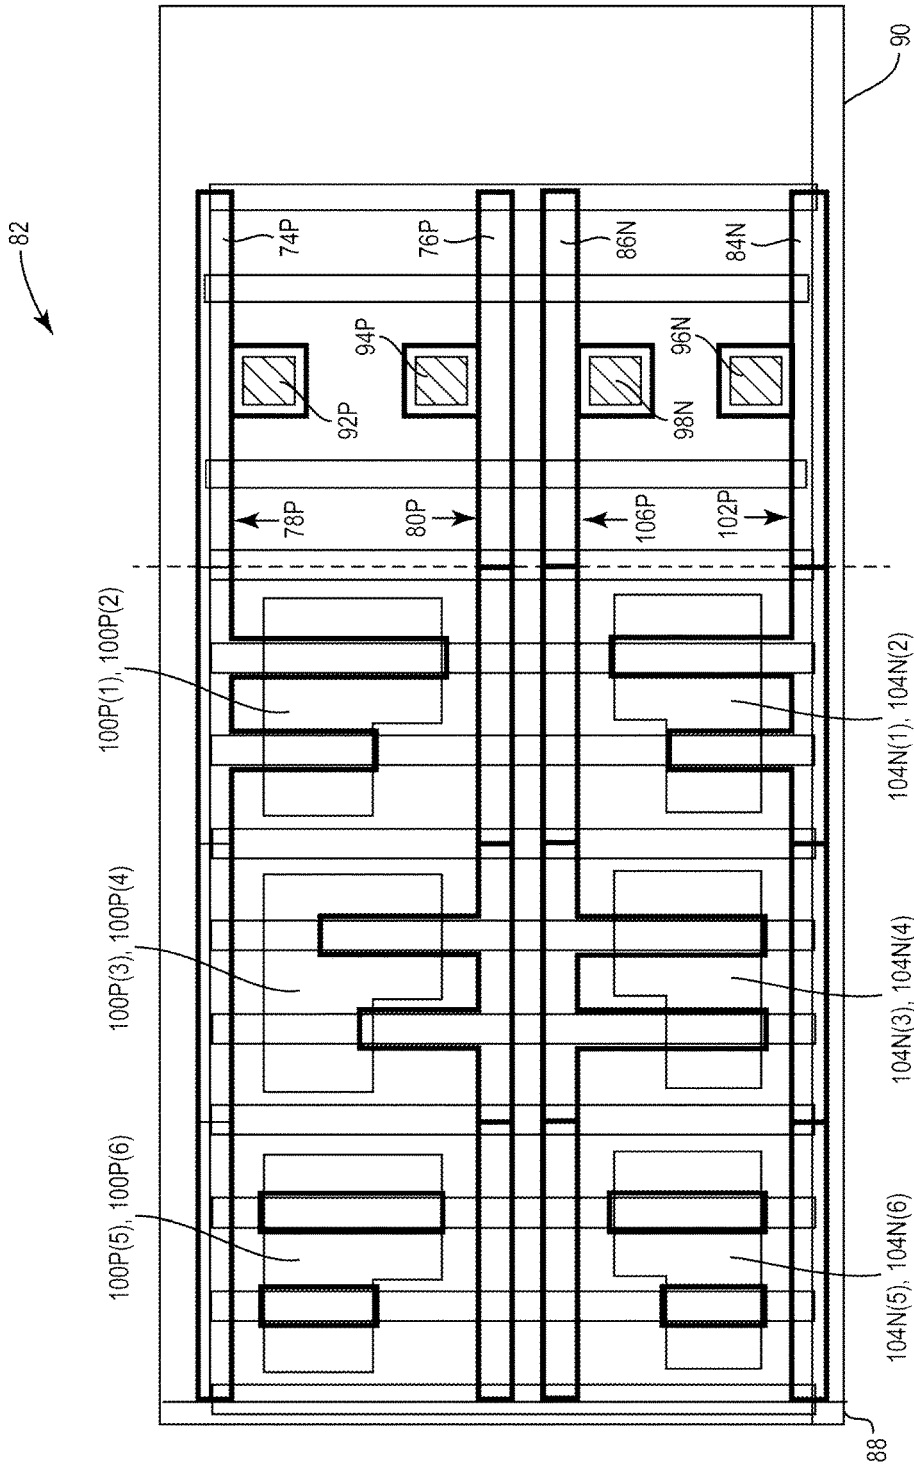 82
90
74P
76P
86N
84N
94P
96N
92P
98N
78P
80P
106P
102P
100P(1), 100P(2)
104N(1), 104N(2)
100P(3), 100P(4)
104N(3), 104N(4)
100P(5), 100P(6)
104N(5), 104N(6)
88